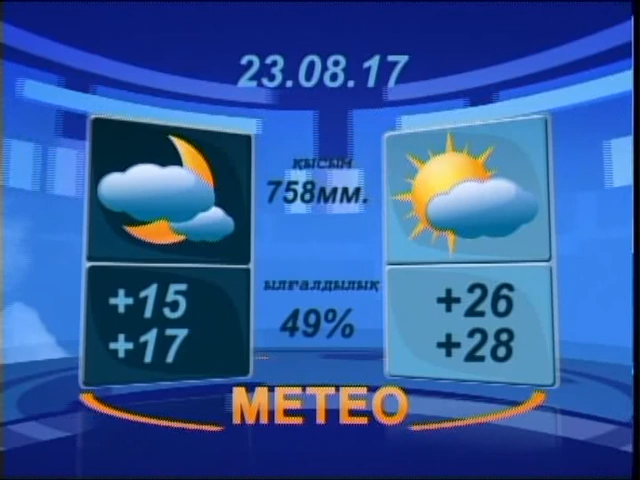 23.08.17
қысым
758мм.
+15
+17
ылғалдылық
49%
+26
+28
МЕТЕО